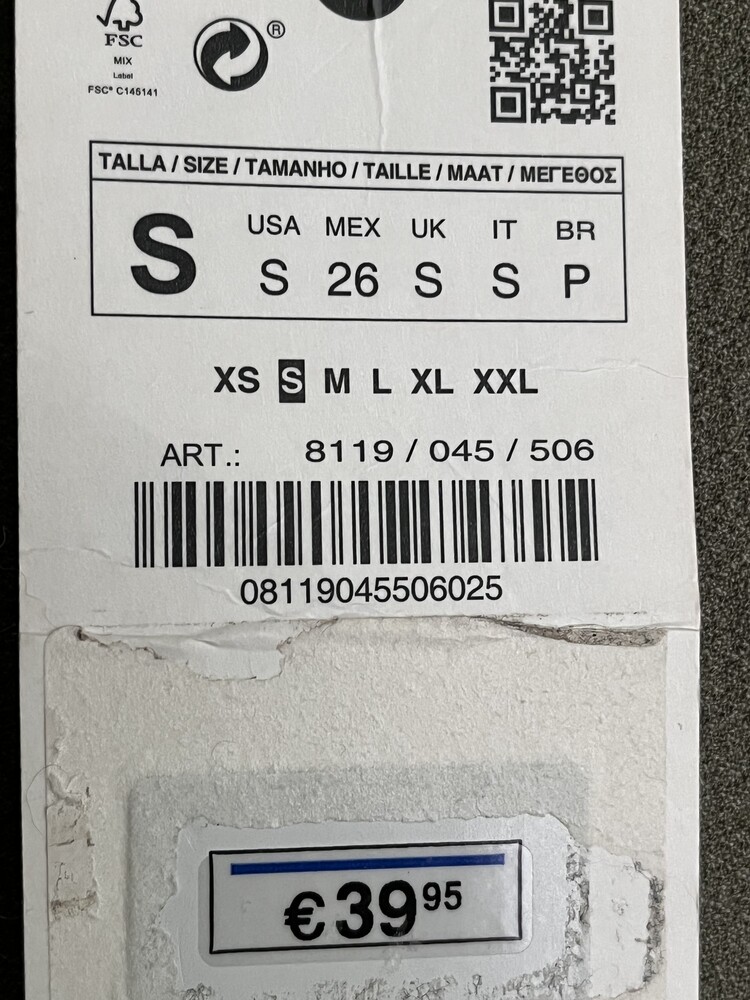 FSC
®
MIX
Label
FSC® C146141
TALLA / SIZE / TAMANHO / TAILLE / MAAT / ΜΕΓΕΘΟΣ
S
USA MEX UK IT BR
S 26 S S P
XS S M L XL XXL
ART.: 8119 / 045 / 506
08119045506025
€39⁹⁵